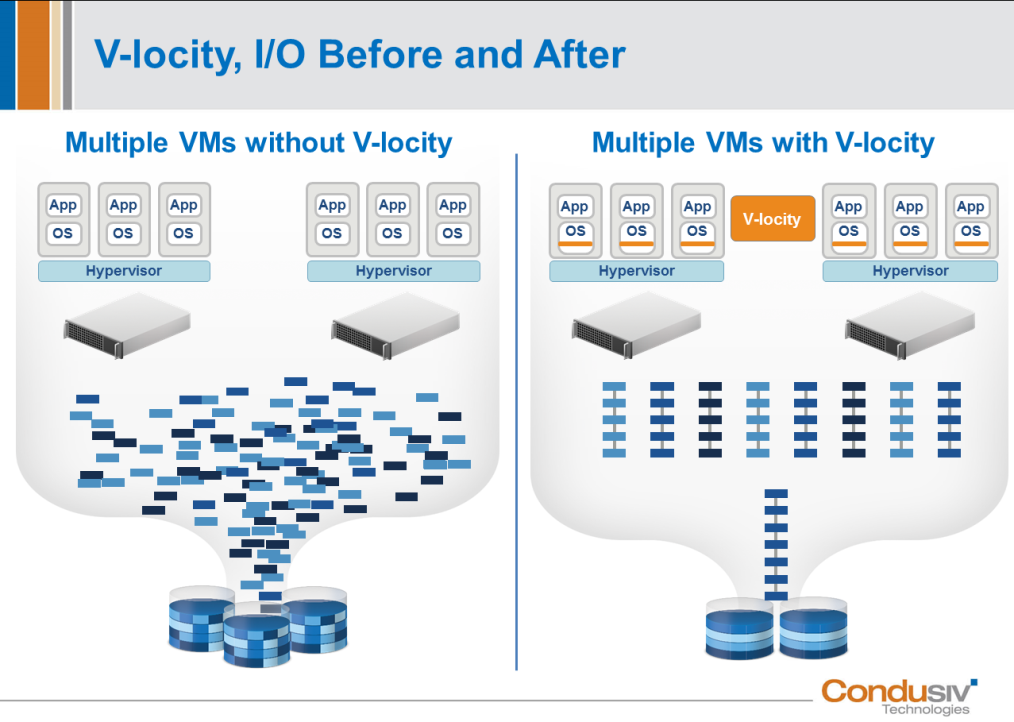 V-locity, I/O Before and After
Multiple VMs without V-locity
App App App
OS OS OS
Hypervisor
App App App
OS OS OS
Hypervisor
Multiple VMs with V-locity
App App App
OS OS OS
Hypervisor
V-locity
App App App
OS OS OS
Hypervisor
Condusiv
Technologies